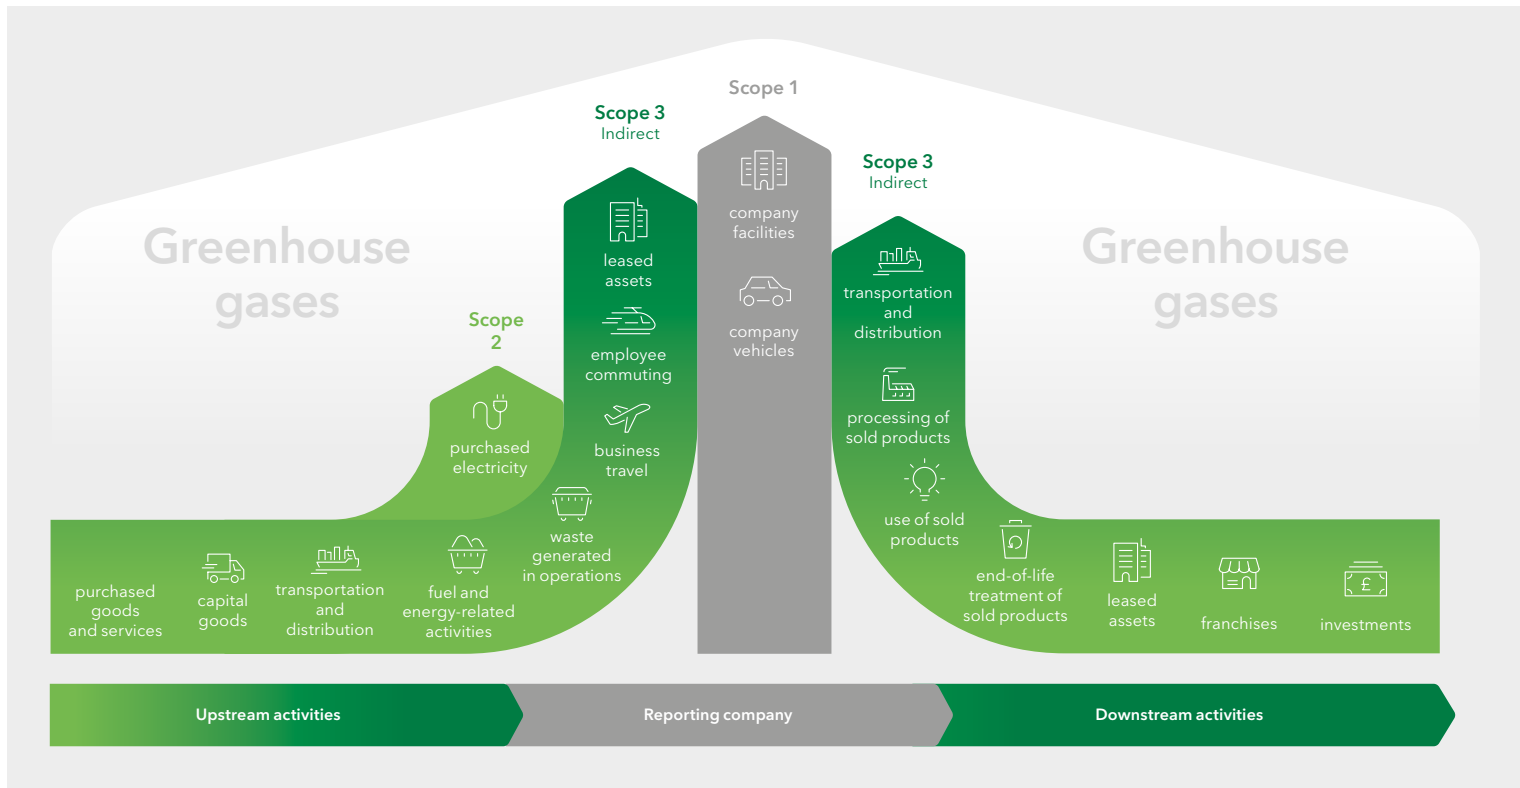 Scope 1
Scope 3
Indirect
Scope 3
Indirect
Greenhouse
gases
Greenhouse
gases
Scope
2
purchased
electricity
leased
assets
employee
commuting
business
travel
waste
generated
in operations
fuel and
energy-related
activities
transportation
and
distribution
capital
goods
purchased
goods
and services
company
facilities
company
vehicles
transportation
and
distribution
processing of
sold products
use of sold
products
end-of-life
treatment of
sold products
leased
assets
franchises
£
investments
Upstream activities
Reporting company
Downstream activities